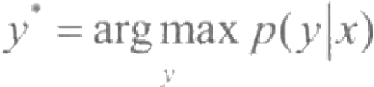 y* = arg max p(y|x)
y